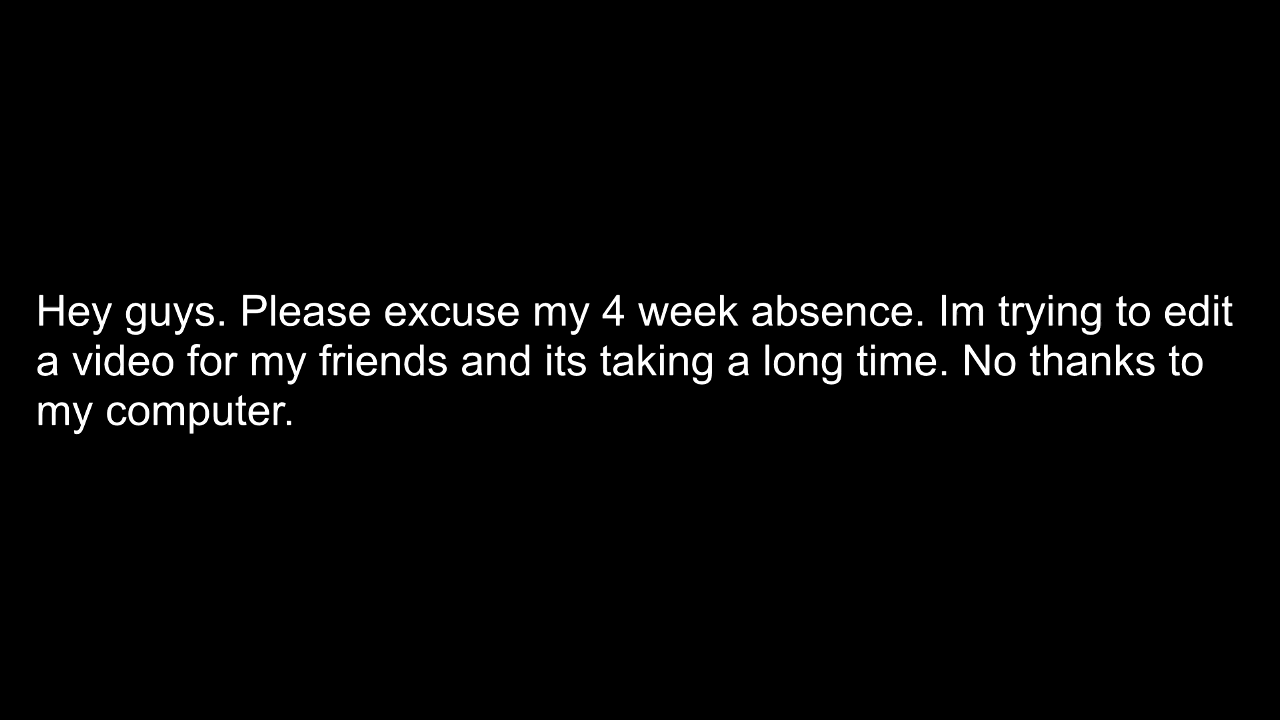 Hey guys. Please excuse my 4 week absence. Im trying to edit
a video for my friends and its taking a long time. No thanks to
my computer.